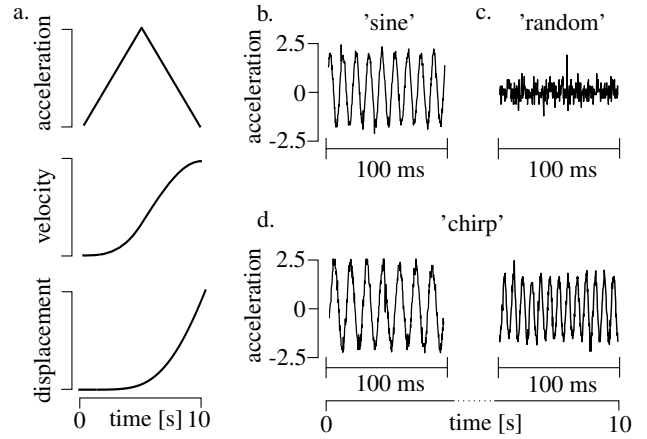 a.
acceleration
velocity
displacement
0
time [s]
10
b.
'sine'
acceleration
2.5
0
-2.5
100 ms
c.
'random'
100 ms
d.
'chirp'
acceleration
2.5
0
-2.5
100 ms
100 ms
0
time [s]
10